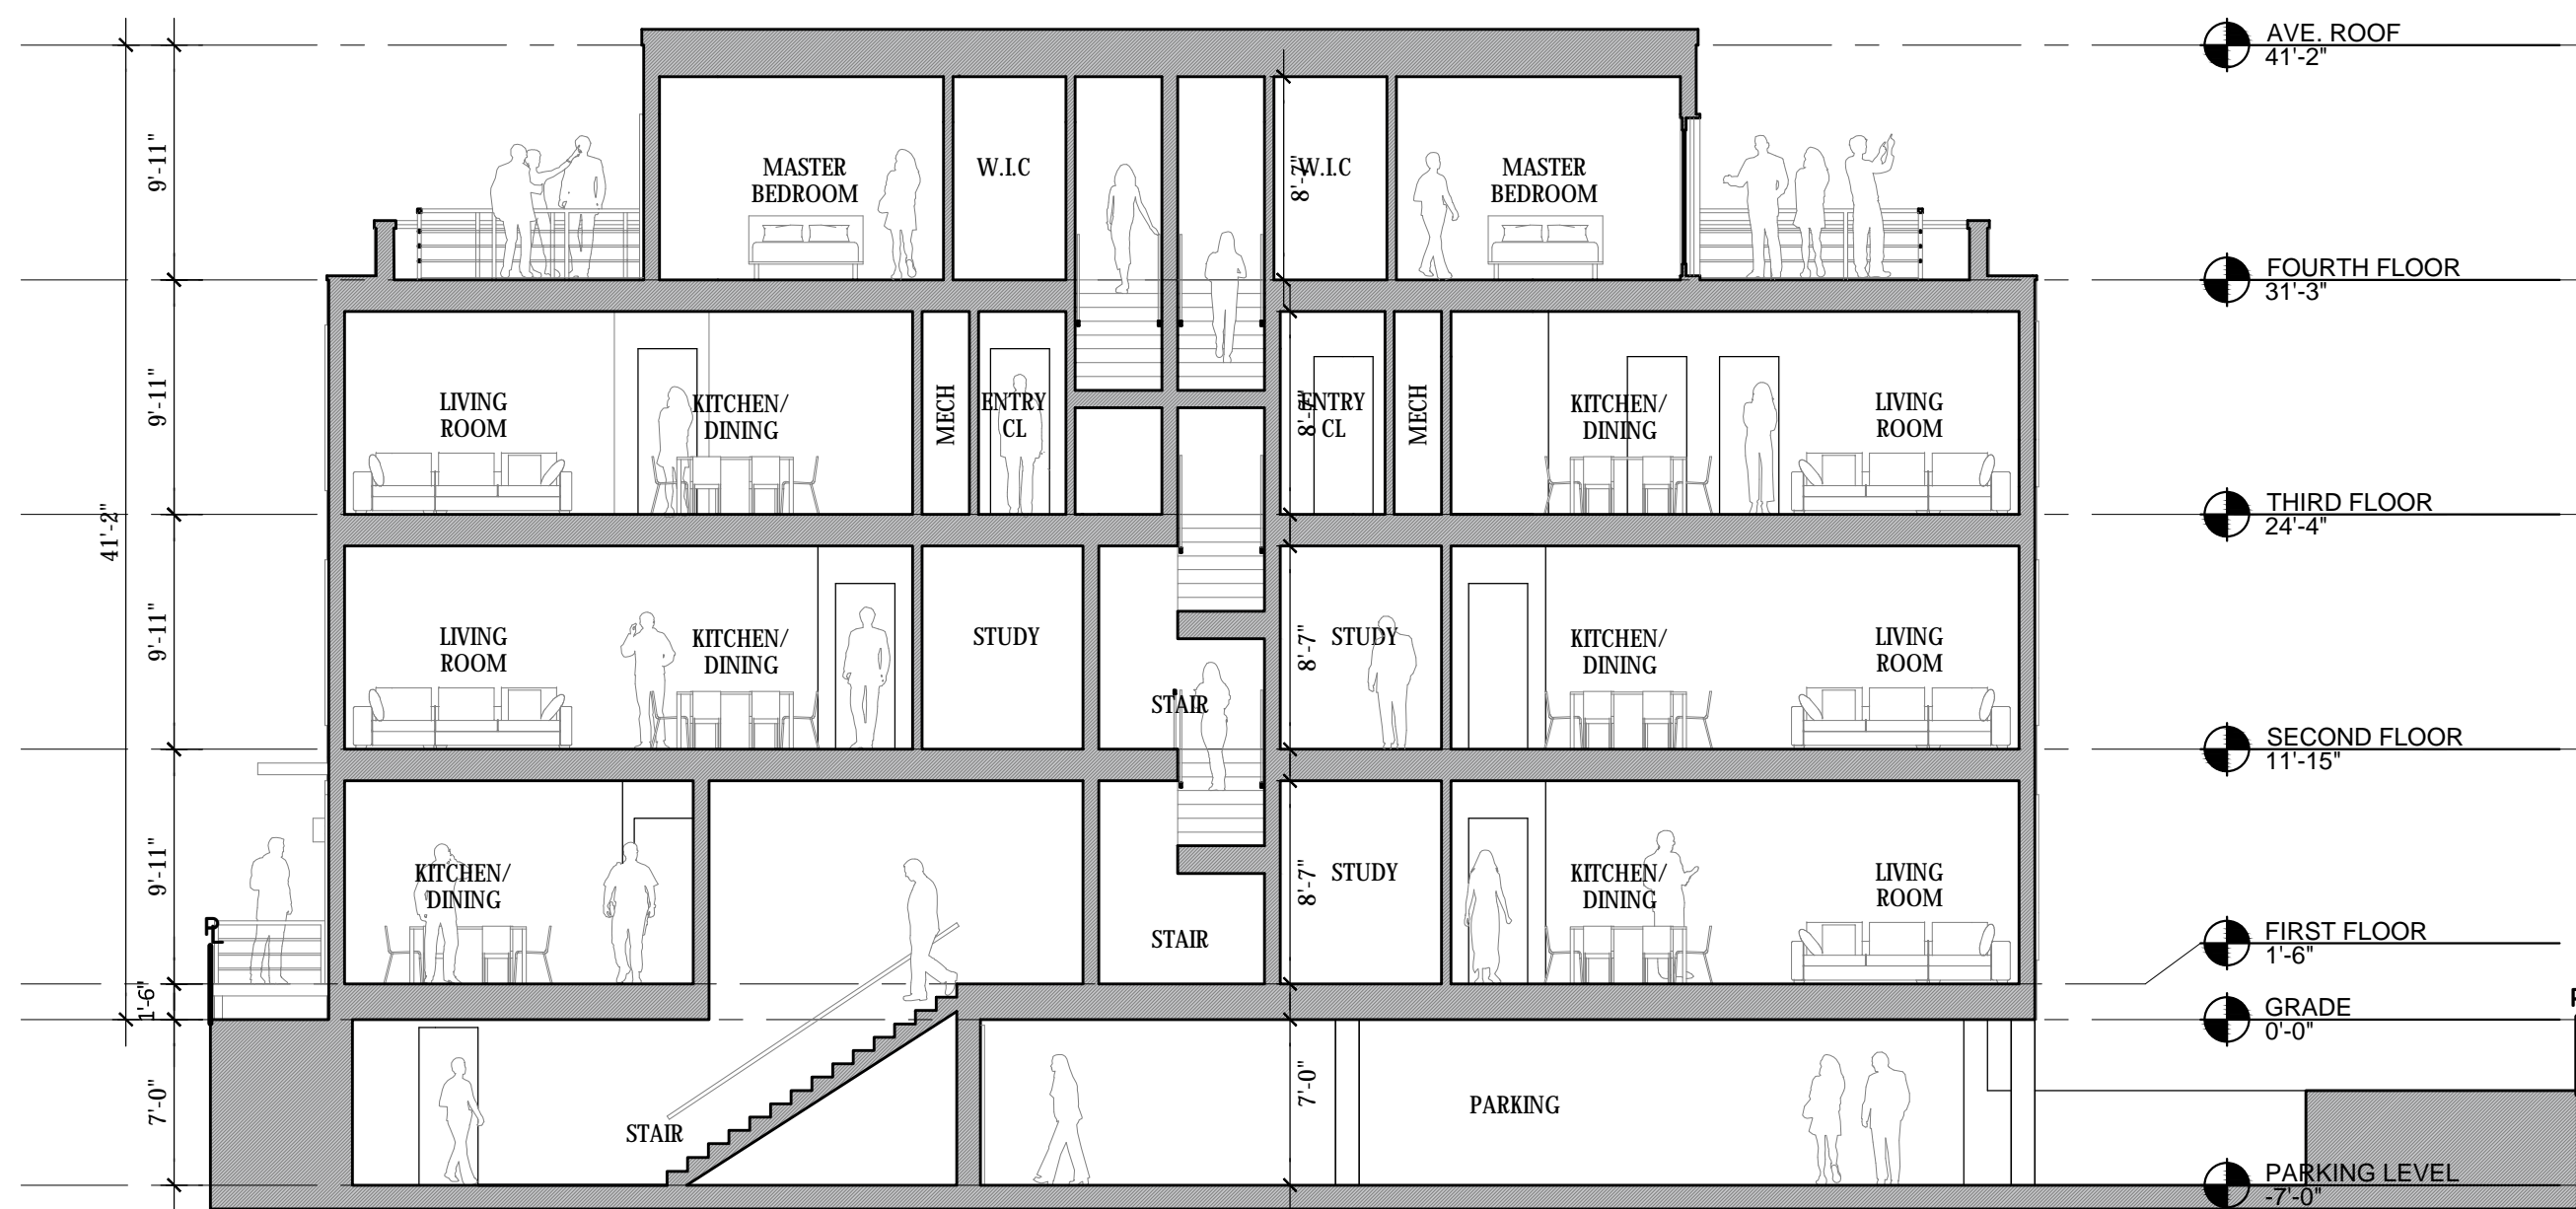 AVE. ROOF
41'-2"
9'-11"
MASTER
BEDROOM
W.I.C
8'-7"
W.I.C
MASTER
BEDROOM
FOURTH FLOOR
31'-3"
9'-11"
LIVING
ROOM
KITCHEN/
DINING
MECH
ENTRY
CL
8'-7"
ENTRY
CL
MECH
KITCHEN/
DINING
LIVING
ROOM
THIRD FLOOR
24'-4"
41'-2"
9'-11"
LIVING
ROOM
KITCHEN/
DINING
STUDY
STAIR
8'-7"
STUDY
KITCHEN/
DINING
LIVING
ROOM
SECOND FLOOR
11'-15"
9'-11"
KITCHEN/
DINING
STAIR
8'-7"
STUDY
KITCHEN/
DINING
LIVING
ROOM
PL
FIRST FLOOR
1'-6"
1'-6"
GRADE
0'-0"
7'-0"
STAIR
7'-0"
PARKING
PARKING LEVEL
-7'-0"